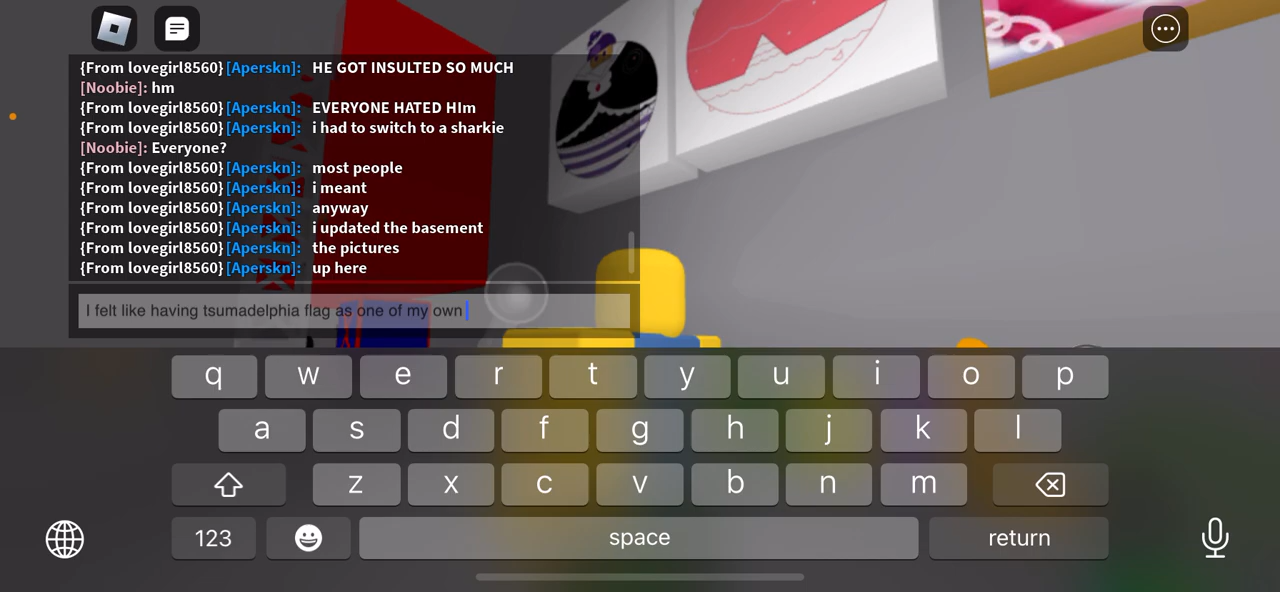 {From lovegirl8560} [Aperskn]: HE GOT INSULTED SO MUCH
[Noobie]: hm
{From lovegirl8560} [Aperskn]: EVERYONE HATED HIm
{From lovegirl8560} [Aperskn]: i had to switch to a sharkie
[Noobie]: Everyone?
{From lovegirl8560} [Aperskn]: most people
{From lovegirl8560} [Aperskn]: i meant
{From lovegirl8560} [Aperskn]: anyway
{From lovegirl8560} [Aperskn]: i updated the basement
{From lovegirl8560} [Aperskn]: the pictures
{From lovegirl8560} [Aperskn]: up here
I felt like having tsumadelphia flag as one of my own
q w e r t y u i o p
a s d f g h j k l
z x c v b n m
123 space return